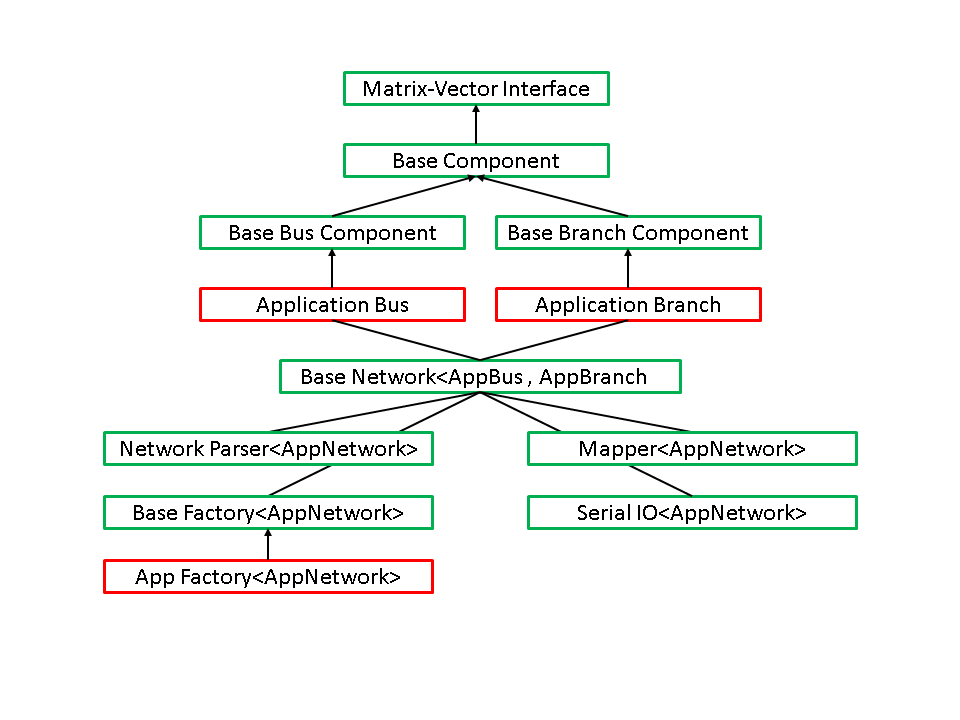 Matrix-Vector Interface
Base Component
Base Bus Component
Base Branch Component
Application Bus
Application Branch
Base Network<AppBus , AppBranch
Network Parser<AppNetwork>
Mapper<AppNetwork>
Base Factory<AppNetwork>
Serial IO<AppNetwork>
App Factory<AppNetwork>